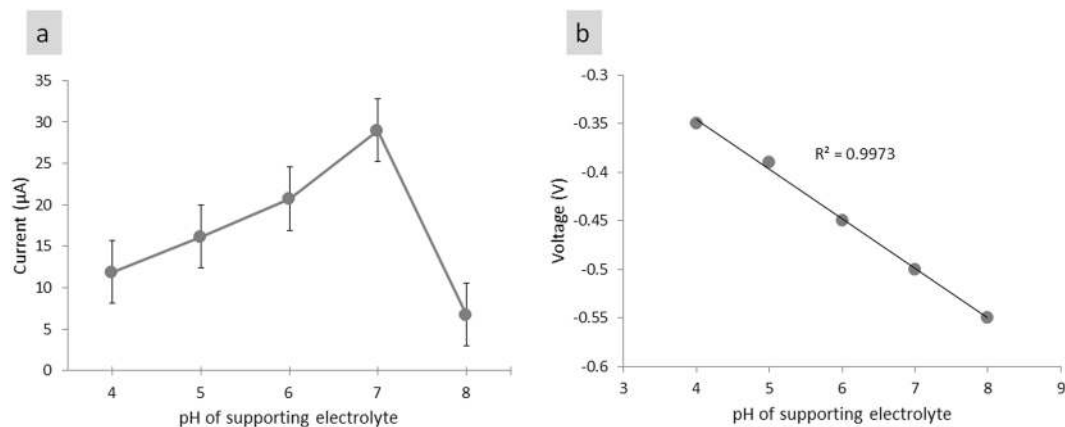 a
Current (µA)
35
30
25
20
15
10
5
0
4 5 6 7 8
pH of supporting electrolyte
b
Voltage (V)
-0.3
-0.35
-0.4
-0.45
-0.5
-0.55
-0.6
R² = 0.9973
3 4 5 6 7 8 9
pH of supporting electrolyte